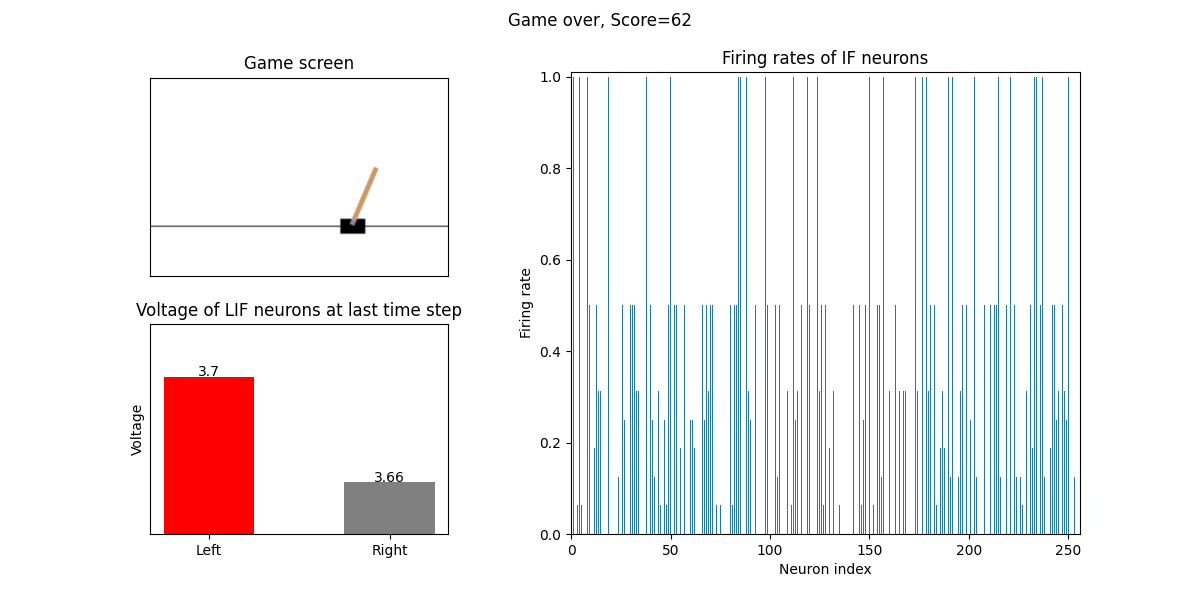 Game over, Score=62
Game screen
Voltage of LIF neurons at last time step
Voltage
3.7
3.66
Left
Right
Firing rates of IF neurons
Firing rate
1.0
0.8
0.6
0.4
0.2
0.0
0
50
100
150
200
250
Neuron index